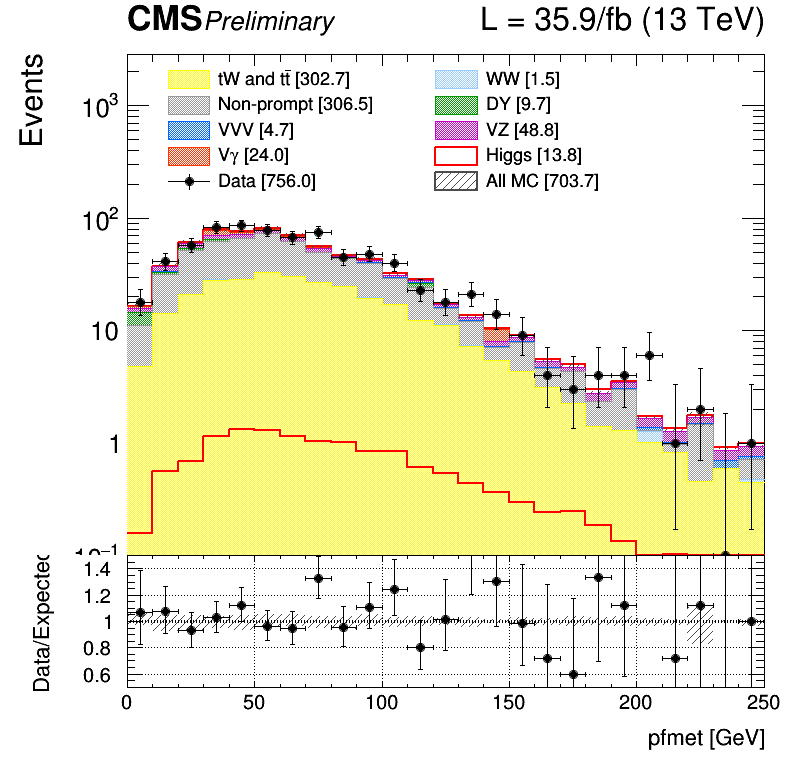 CMS Preliminary L = 35.9/fb (13 TeV)
Events
tW and tt̄ [302.7] WW [1.5]
Non-prompt [306.5] DY [9.7]
VVV [4.7] VZ [48.8]
Vγ [24.0] Higgs [13.8]
Data [756.0] All MC [703.7]
10³
10²
10
1
10⁻¹
Data/Expected
1.4
1.2
1
0.8
0.6
0 50 100 150 200 250
pfmet [GeV]